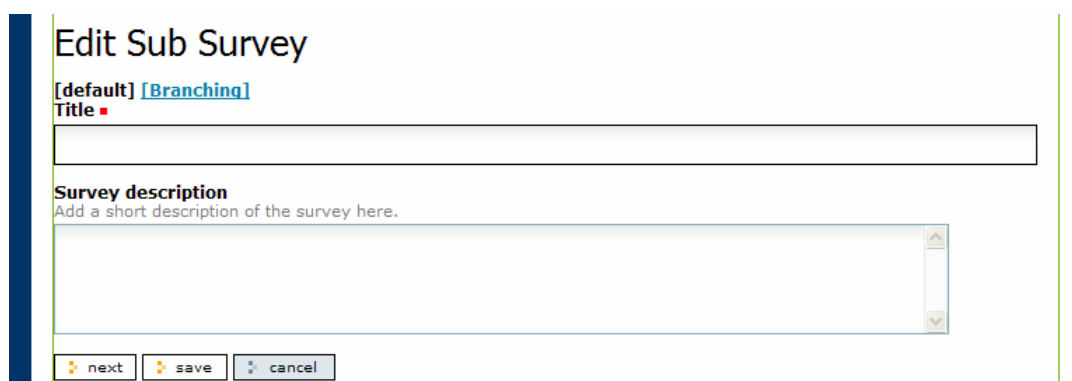 Edit Sub Survey
[default] [Branching]
Title
Survey description
Add a short description of the survey here.
next save cancel